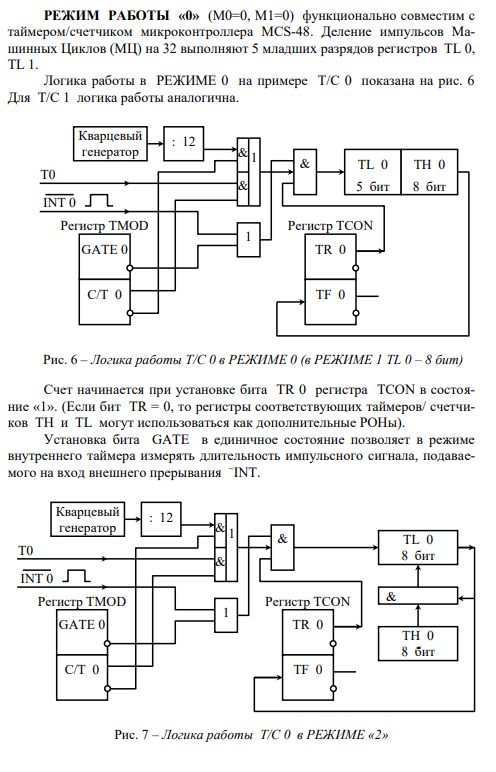 РЕЖИМ РАБОТЫ «0» (М0=0, М1=0) функционально совместим с
таймером/счетчиком микроконтроллера MCS-48. Деление импульсов Ма-
шинных Циклов (МЦ) на 32 выполняют 5 младших разрядов регистров TL 0,
TL 1.
Логика работы в РЕЖИМЕ 0 на примере Т/С 0 показана на рис. 6
Для Т/С 1 логика работы аналогична.
Кварцевый
генератор
: 12
&
1
&
&
TL 0
5 бит
TH 0
8 бит
T0
INT 0
Регистр TMOD
GATE 0
C/T 0
1
Регистр TCON
TR 0
TF 0
Рис. 6 – Логика работы Т/С 0 в РЕЖИМЕ 0 (в РЕЖИМЕ 1 TL 0 – 8 бит)
Счет начинается при установке бита TR 0 регистра TCON в состоя-
ние «1». (Если бит TR = 0, то регистры соответствующих таймеров/ счетчи-
ков TH и TL могут использоваться как дополнительные РОНы).
Установка бита GATE в единичное состояние позволяет в режиме
внутреннего таймера измерять длительность импульсного сигнала, подавае-
мого на вход внешнего прерывания ~INT.
Кварцевый
генератор
: 12
&
1
&
&
TL 0
8 бит
&
TH 0
8 бит
T0
INT 0
Регистр TMOD
GATE 0
C/T 0
1
Регистр TCON
TR 0
TF 0
Рис. 7 – Логика работы Т/С 0 в РЕЖИМЕ «2»